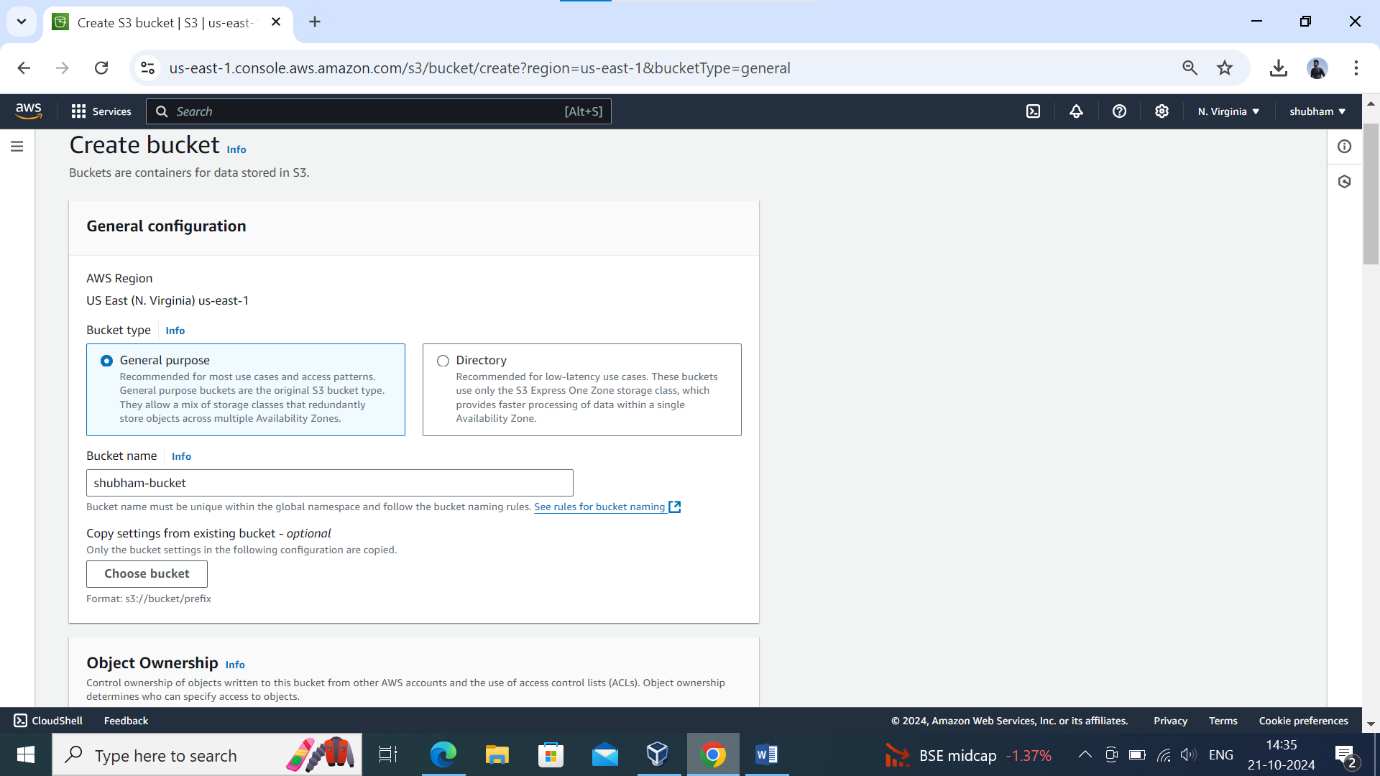 Create S3 bucket | S3 | us-east-
us-east-1.console.aws.amazon.com/s3/bucket/create?region=us-east-1&bucketType=general
aws
Services
Search
[Alt+S]
N. Virginia
shubham
Create bucket Info
Buckets are containers for data stored in S3.
General configuration
AWS Region
US East (N. Virginia) us-east-1
Bucket type Info
General purpose
Recommended for most use cases and access patterns.
General purpose buckets are the original S3 bucket type.
They allow a mix of storage classes that redundantly
store objects across multiple Availability Zones.
Directory
Recommended for low-latency use cases. These buckets
use only the S3 Express One Zone storage class, which
provides faster processing of data within a single
Availability Zone.
Bucket name Info
shubham-bucket
Bucket name must be unique within the global namespace and follow the bucket naming rules. See rules for bucket naming
Copy settings from existing bucket - optional
Only the bucket settings in the following configuration are copied.
Choose bucket
Format: s3://bucket/prefix
Object Ownership Info
Control ownership of objects written to this bucket from other AWS accounts and the use of access control lists (ACLs). Object ownership
determines who can specify access to objects.
CloudShell
Feedback
© 2024, Amazon Web Services, Inc. or its affiliates.
Privacy
Terms
Cookie preferences
Type here to search
BSE midcap -1.37%
ENG
14:35
21-10-2024
2